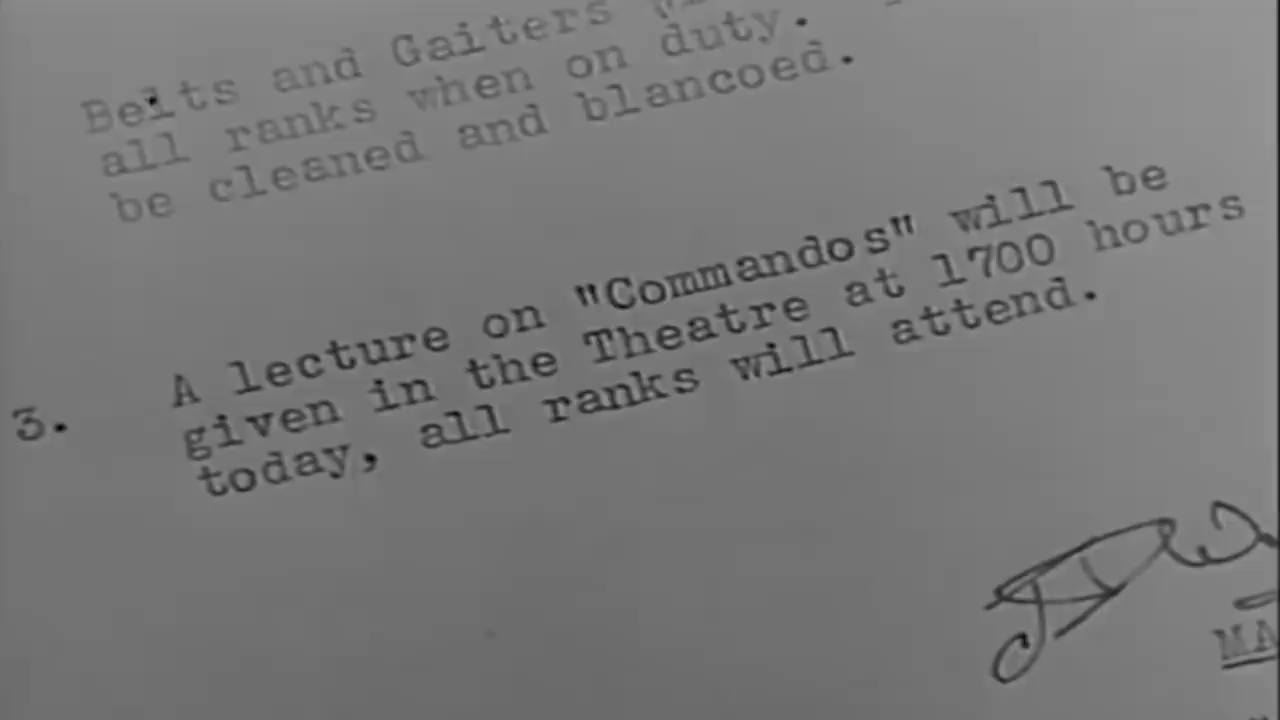 Belts and Gaiters
all ranks when on duty.
be cleaned and blancoed.
3. A lecture on "Commandos" will be
given in the Theatre at 1700 hours
today, all ranks will attend.